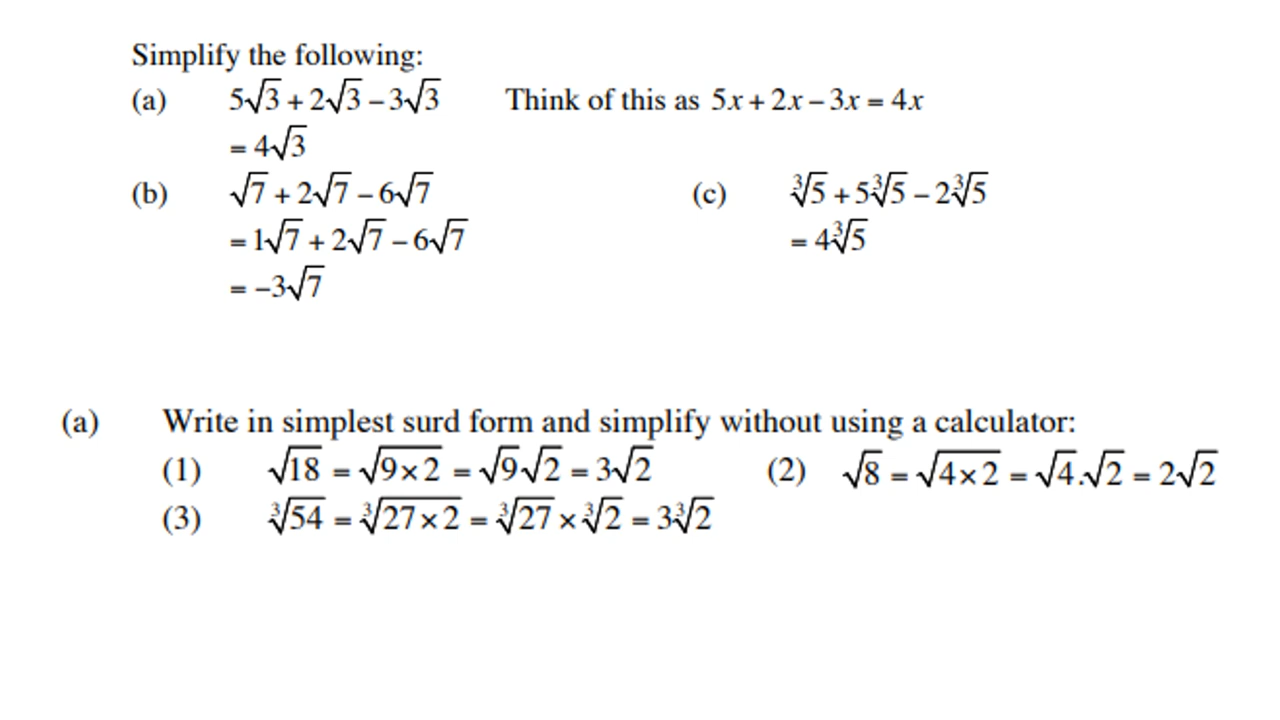 Simplify the following:
(a) 5√3 + 2√3 – 3√3 Think of this as 5x + 2x – 3x = 4x
= 4√3
(b) √7 + 2√7 – 6√7 (c) ∛5 + 5∛5 – 2∛5
= 1√7 + 2√7 – 6√7 = 4∛5
= –3√7
(a) Write in simplest surd form and simplify without using a calculator:
(1) √18 = √9×2 = √9√2 = 3√2 (2) √8 = √4×2 = √4.√2 = 2√2
(3) ∛54 = ∛27×2 = ∛27 × ∛2 = 3∛2